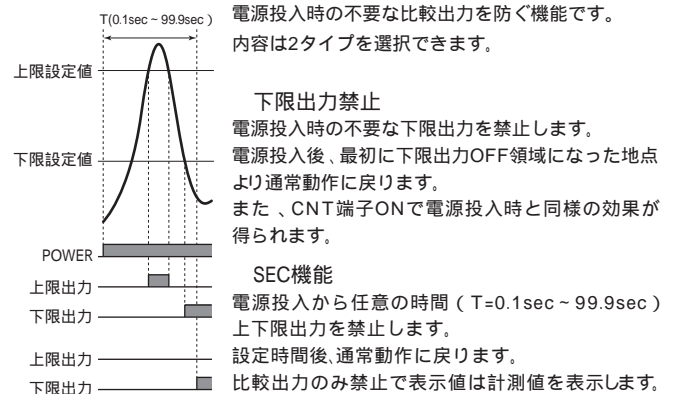 T(0.1sec~99.9sec)
上限設定値
下限設定値
POWER
上限出力
下限出力
上限出力
下限出力
電源投入時の不要な比較出力を防ぐ機能です。
内容は2タイプを選択できます。
下限出力禁止
電源投入時の不要な下限出力を禁止します。
電源投入後、最初に下限出力OFF領域になった地点
より通常動作に戻ります。
また、CNT端子ONで電源投入時と同様の効果が
得られます。
SEC機能
電源投入から任意の時間(T=0.1sec~99.9sec)
上下限出力を禁止します。
設定時間後、通常動作に戻ります。
比較出力のみ禁止で表示値は計測値を表示します。